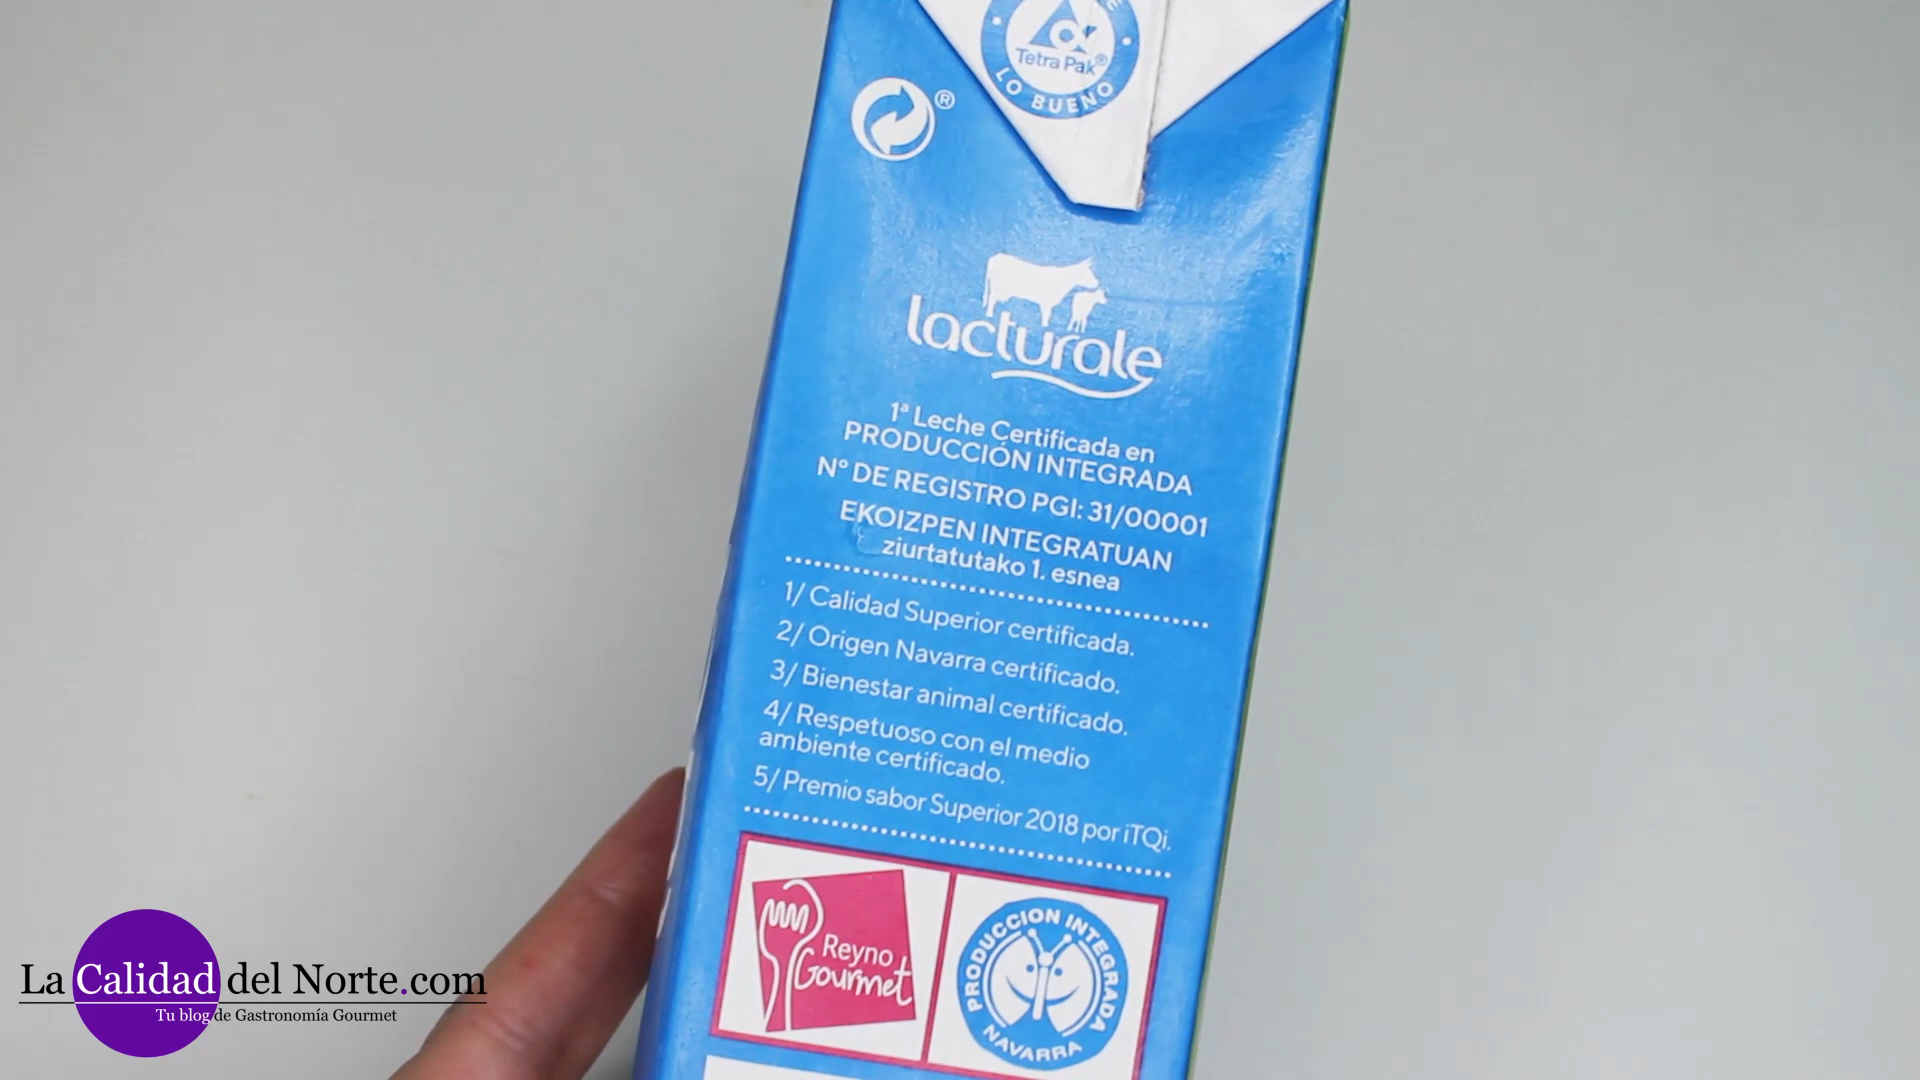 Tetra Pak®
LO BUENO
®
lacturale
1ª Leche Certificada en
PRODUCCIÓN INTEGRADA
Nº DE REGISTRO PGI: 31/00001
EKOIZPEN INTEGRATUAN
ziurtatutako 1. esnea
1/ Calidad Superior certificada.
2/ Origen Navarra certificado.
3/ Bienestar animal certificado.
4/ Respetuoso con el medio
ambiente certificado.
5/ Premio sabor Superior 2018 por iTQi.
Reyno
Gourmet
PRODUCCION INTEGRADA
NAVARRA
La Calidad del Norte.com
Tu blog de Gastronomía Gourmet